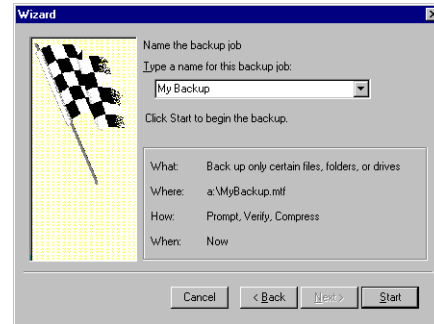 Wizard
Name the backup job
Type a name for this backup job:
My Backup
Click Start to begin the backup.
What: Back up only certain files, folders, or drives
Where: a:\MyBackup.mtf
How: Prompt, Verify, Compress
When: Now
Cancel < Back Next > Start